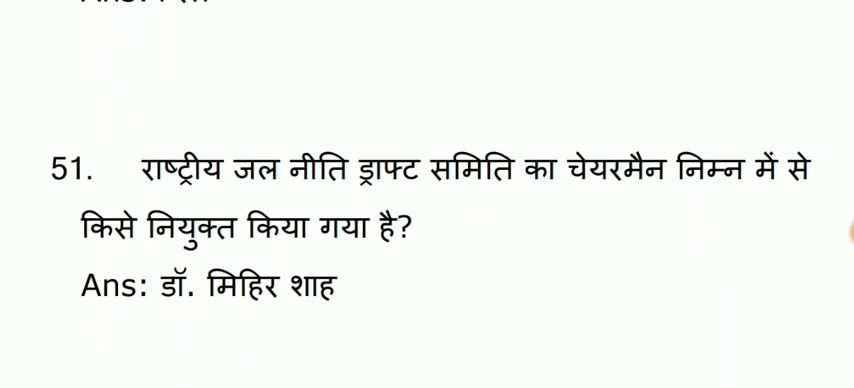 51. राष्ट्रीय जल नीति ड्राफ्ट समिति का चेयरमैन निम्न में से
किसे नियुक्त किया गया है?
Ans: डॉ. मिहिर शाह